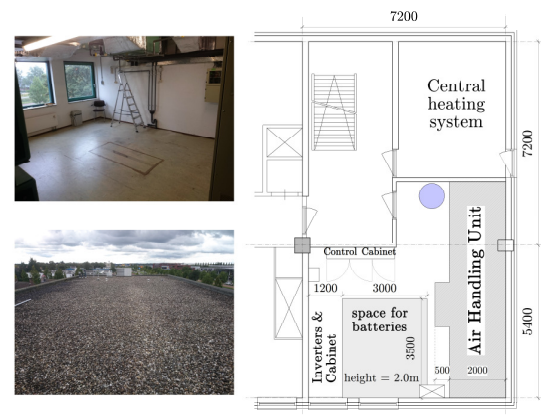 7200
Central
heating
system
7200
Air Handling Unit
Control Cabinet
1200
3000
space for
batteries
Inverters &
Cabinet
3500
5400
500
2000
height = 2.0m